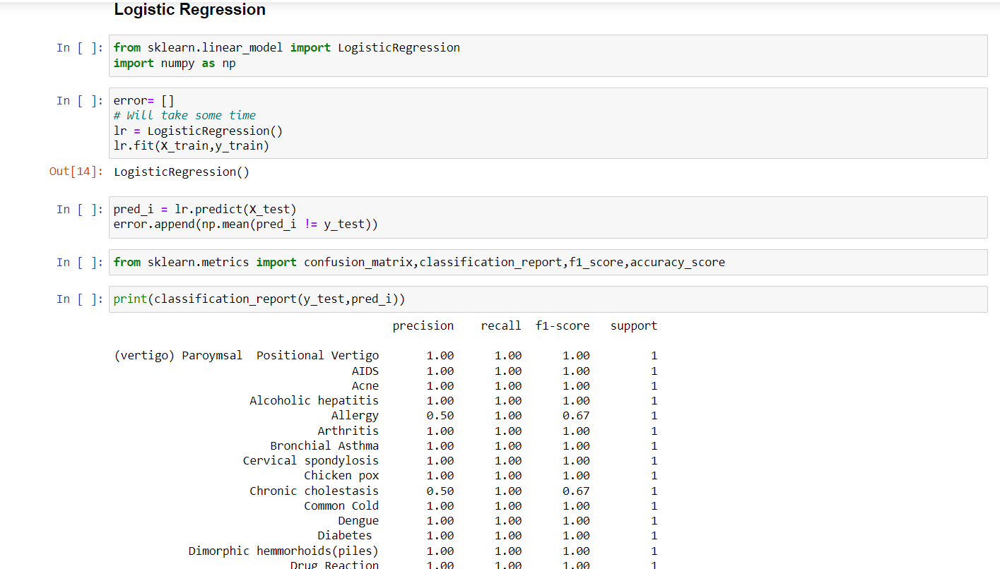 Logistic Regression
In [ ]: from sklearn.linear_model import LogisticRegression
import numpy as np
In [ ]: error= []
# Will take some time
lr = LogisticRegression()
lr.fit(X_train,y_train)
Out[14]: LogisticRegression()
In [ ]: pred_i = lr.predict(X_test)
error.append(np.mean(pred_i != y_test))
In [ ]: from sklearn.metrics import confusion_matrix,classification_report,f1_score,accuracy_score
In [ ]: print(classification_report(y_test,pred_i))
precision recall f1-score support
(vertigo) Paroymsal  Positional Vertigo 1.00 1.00 1.00 1
AIDS 1.00 1.00 1.00 1
Acne 1.00 1.00 1.00 1
Alcoholic hepatitis 1.00 1.00 1.00 1
Allergy 0.50 1.00 0.67 1
Arthritis 1.00 1.00 1.00 1
Bronchial Asthma 1.00 1.00 1.00 1
Cervical spondylosis 1.00 1.00 1.00 1
Chicken pox 1.00 1.00 1.00 1
Chronic cholestasis 0.50 1.00 0.67 1
Common Cold 1.00 1.00 1.00 1
Dengue 1.00 1.00 1.00 1
Diabetes 1.00 1.00 1.00 1
Dimorphic hemmorhoids(piles) 1.00 1.00 1.00 1
Drug Reaction 1.00 1.00 1.00 1